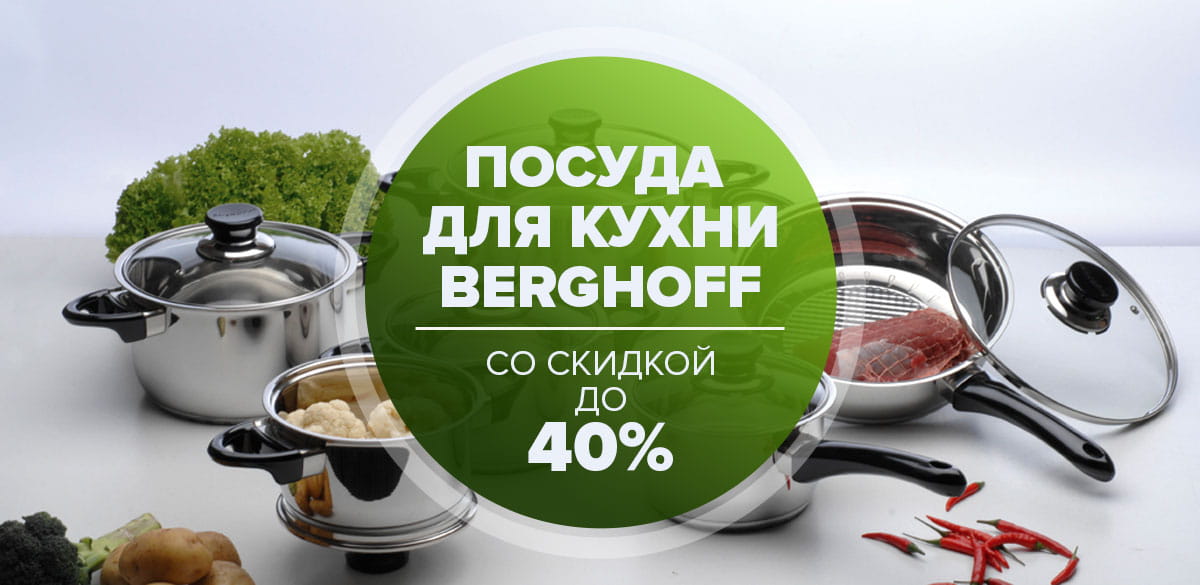 ПОСУДА
ДЛЯ КУХНИ
BERGHOFF
СО СКИДКОЙ
ДО
40%